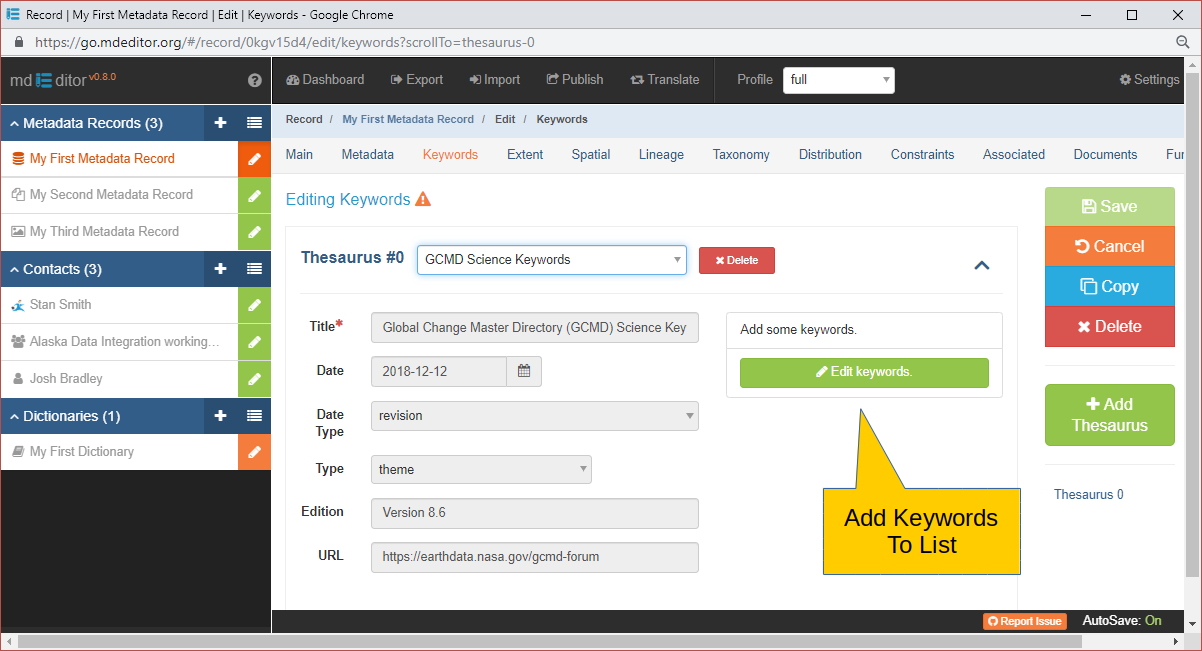 Record | My First Metadata Record | Edit | Keywords - Google Chrome
https://go.mdeditor.org/#/record/0kgv15d4/edit/keywords?scrollTo=thesaurus-0
md ditor v0.8.0
Dashboard Export Import Publish Translate Profile full Settings
Metadata Records (3)
My First Metadata Record
My Second Metadata Record
My Third Metadata Record
Contacts (3)
Stan Smith
Alaska Data Integration working...
Josh Bradley
Dictionaries (1)
My First Dictionary
Record / My First Metadata Record / Edit / Keywords
Main Metadata Keywords Extent Spatial Lineage Taxonomy Distribution Constraints Associated Documents Fun
Editing Keywords
Thesaurus #0 GCMD Science Keywords Delete
Title* Global Change Master Directory (GCMD) Science Key
Date 2018-12-12
Date
Type revision
Type theme
Edition Version 8.6
URL https://earthdata.nasa.gov/gcmd-forum
Add some keywords.
Edit keywords.
Add Keywords
To List
Save
Cancel
Copy
Delete
Add
Thesaurus
Thesaurus 0
Report Issue AutoSave: On